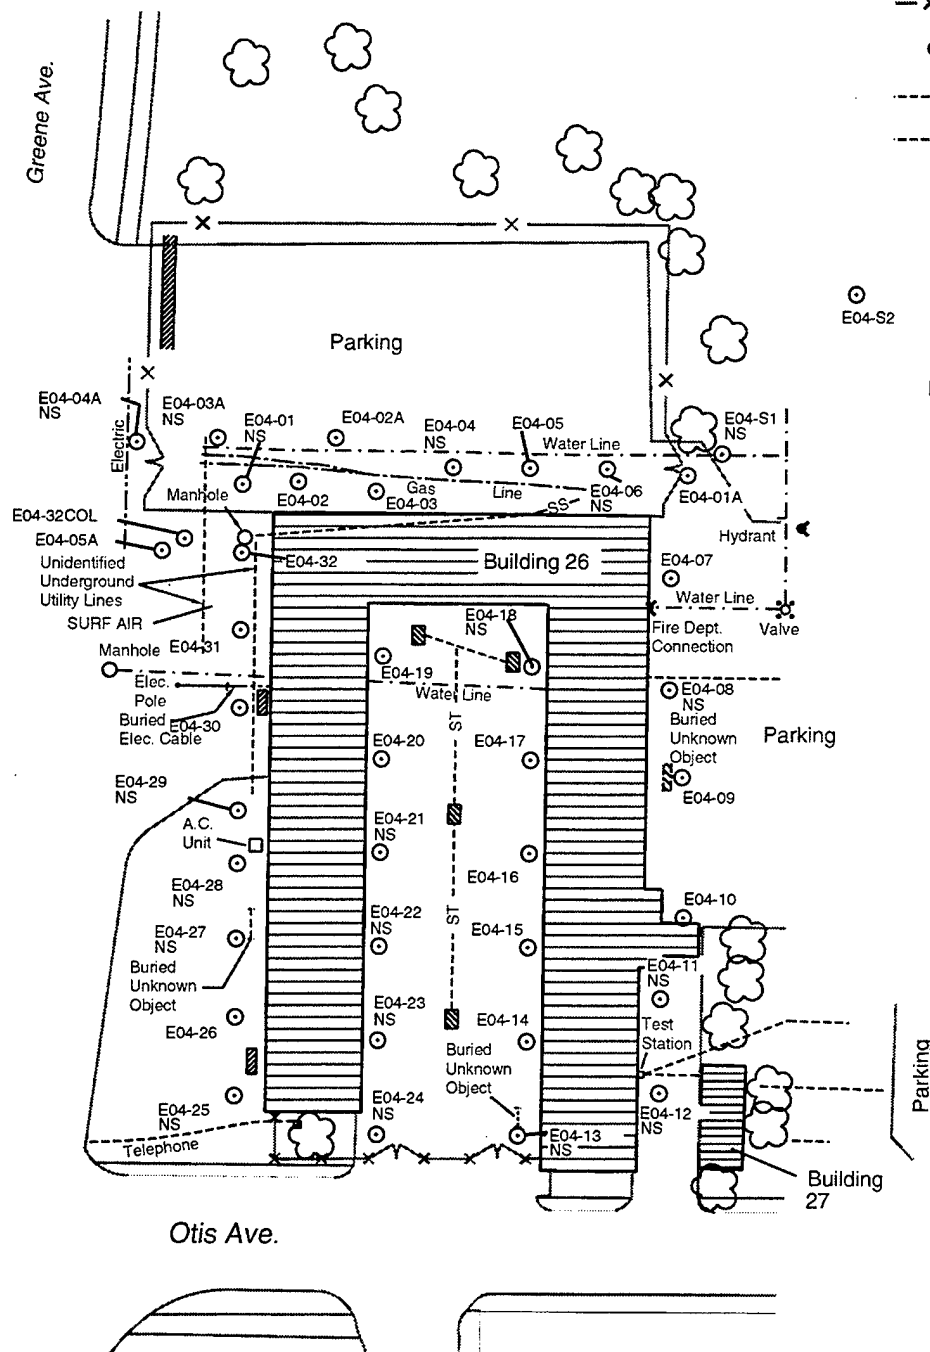 Greene Ave.
E04-S2
Parking
E04-04A
NS
E04-03A
NS
E04-01
NS
E04-02A
E04-04
NS
E04-05
Water Line
E04-S1
NS
Electric
Manhole
E04-02
Gas
Line
E04-03
SS
E04-06
NS
E04-01A
E04-32COL
E04-05A
Hydrant
Unidentified
Underground
Utility Lines
SURF AIR
E04-32
Building 26
E04-07
Water Line
Fire Dept.
Connection
Valve
E04-31
Manhole
E04-18
NS
E04-19
Water Line
Elec.
Pole
Buried
Elec. Cable
E04-30
ST
E04-08
NS
Buried
Unknown
Object
Parking
E04-20
E04-17
E04-29
NS
E04-09
A.C.
Unit
E04-21
NS
E04-16
E04-28
NS
E04-10
E04-22
NS
ST
E04-15
E04-27
NS
Buried
Unknown
Object
E04-11
NS
E04-23
NS
E04-14
E04-26
Test
Station
Buried
Unknown
Object
Parking
E04-25
NS
E04-24
NS
E04-12
NS
Telephone
E04-13
NS
Building
27
Otis Ave.